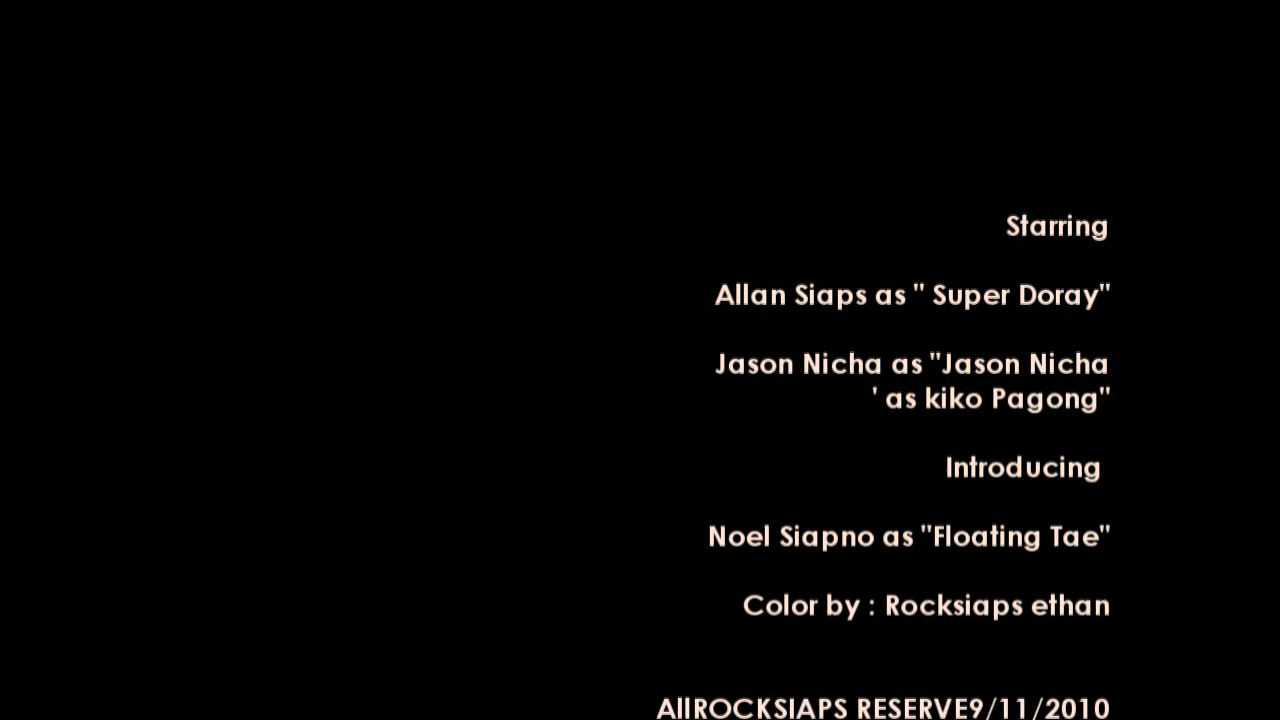 Starring
Allan Siaps as " Super Doray"
Jason Nicha as "Jason Nicha
' as kiko Pagong"
Introducing
Noel Siapno as "Floating Tae"
Color by : Rocksiaps ethan
AllROCKSIAPS RESERVE9/11/2010